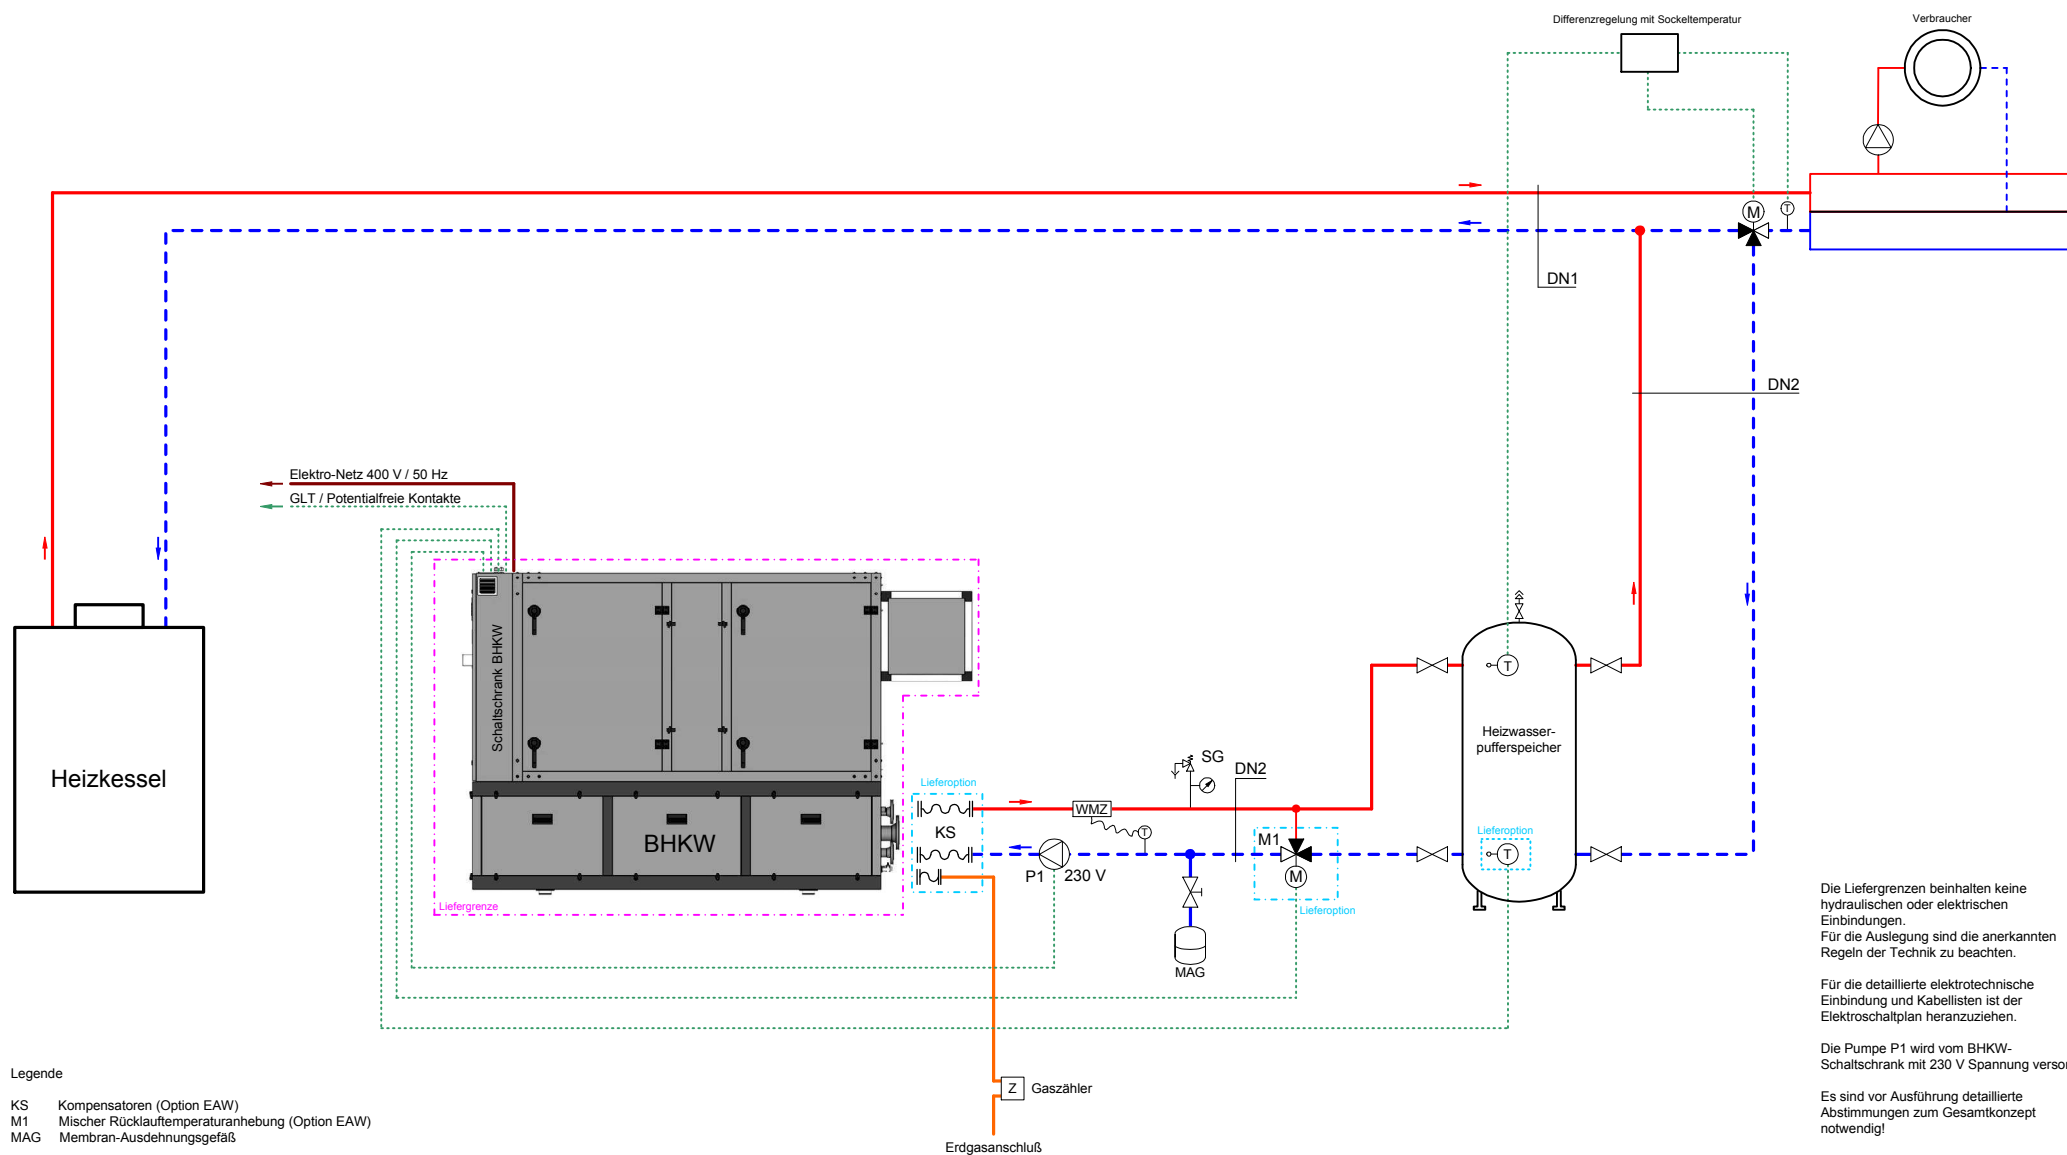 Differenzregelung mit Sockeltemperatur
Verbraucher
M
T
DN1
DN2
Elektro-Netz 400 V / 50 Hz
GLT / Potentialfreie Kontakte
Schaltschrank BHKW
Heizkessel
BHKW
Liefergrenze
Lieferoption
KS
WMZ
T
SG
DN2
P1
230 V
M1
M
Lieferoption
MAG
T
Heizwasser-
pufferspeicher
Lieferoption
T
Z
Gaszähler
Erdgasanschluß
Die Liefergrenzen beinhalten keine
hydraulischen oder elektrischen
Einbindungen.
Für die Auslegung sind die anerkannten
Regeln der Technik zu beachten.
Für die detaillierte elektrotechnische
Einbindung und Kabellisten ist der
Elektroschaltplan heranzuziehen.
Die Pumpe P1 wird vom BHKW-
Schaltschrank mit 230 V Spannung verso
Es sind vor Ausführung detaillierte
Abstimmungen zum Gesamtkonzept
notwendig!
Legende
KS Kompensatoren (Option EAW)
M1 Mischer Rücklauftemperaturanhebung (Option EAW)
MAG Membran-Ausdehnungsgefäß